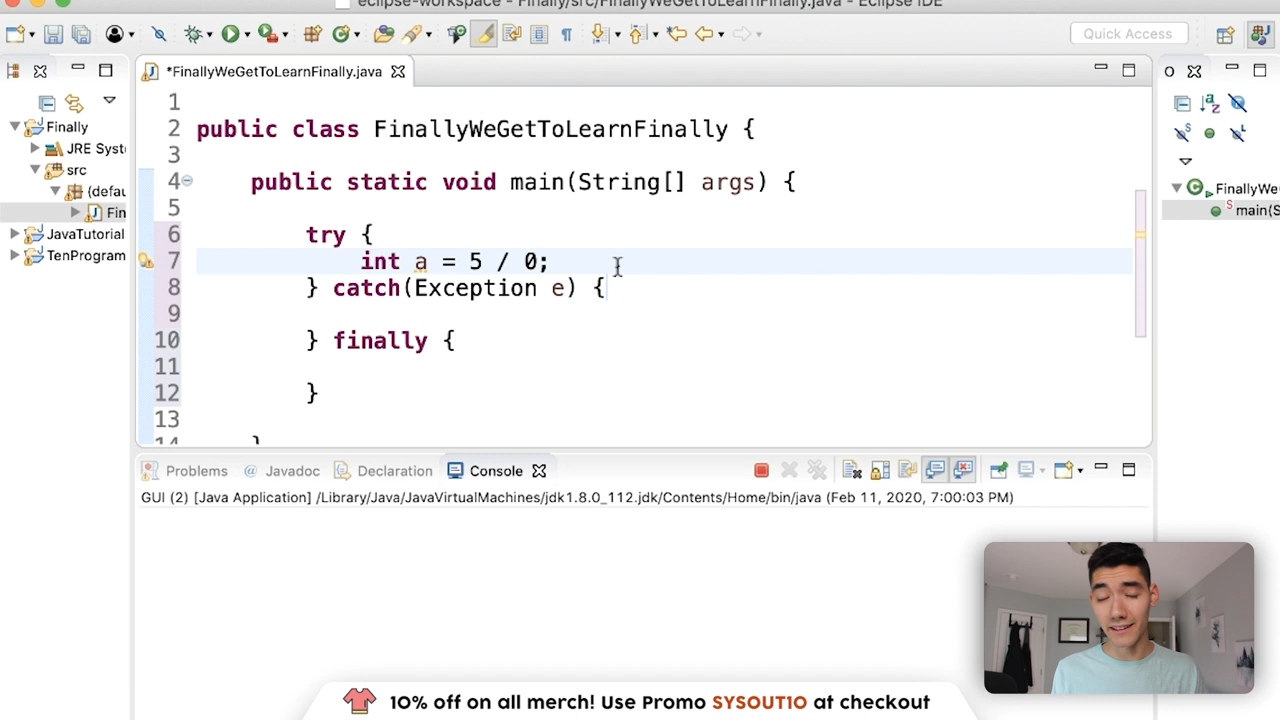 eclipse-workspace - Finally/src/FinallyWeGetToLearnFinally.java - Eclipse IDE
Quick Access
*FinallyWeGetToLearnFinally.java
O
Finally
JRE Syst
src
(defau
Fin
JavaTutorial
TenProgram
1
2 public class FinallyWeGetToLearnFinally {
3
4 public static void main(String[] args) {
5
6 try {
7 int a = 5 / 0;
8 } catch(Exception e) {
9
10 } finally {
11
12 }
13
14 }
FinallyWeG
main(S
Problems @ Javadoc Declaration Console
GUI (2) [Java Application] /Library/Java/JavaVirtualMachines/jdk1.8.0_112.jdk/Contents/Home/bin/java (Feb 11, 2020, 7:00:03 PM)
10% off on all merch! Use Promo SYSOUT10 at checkout